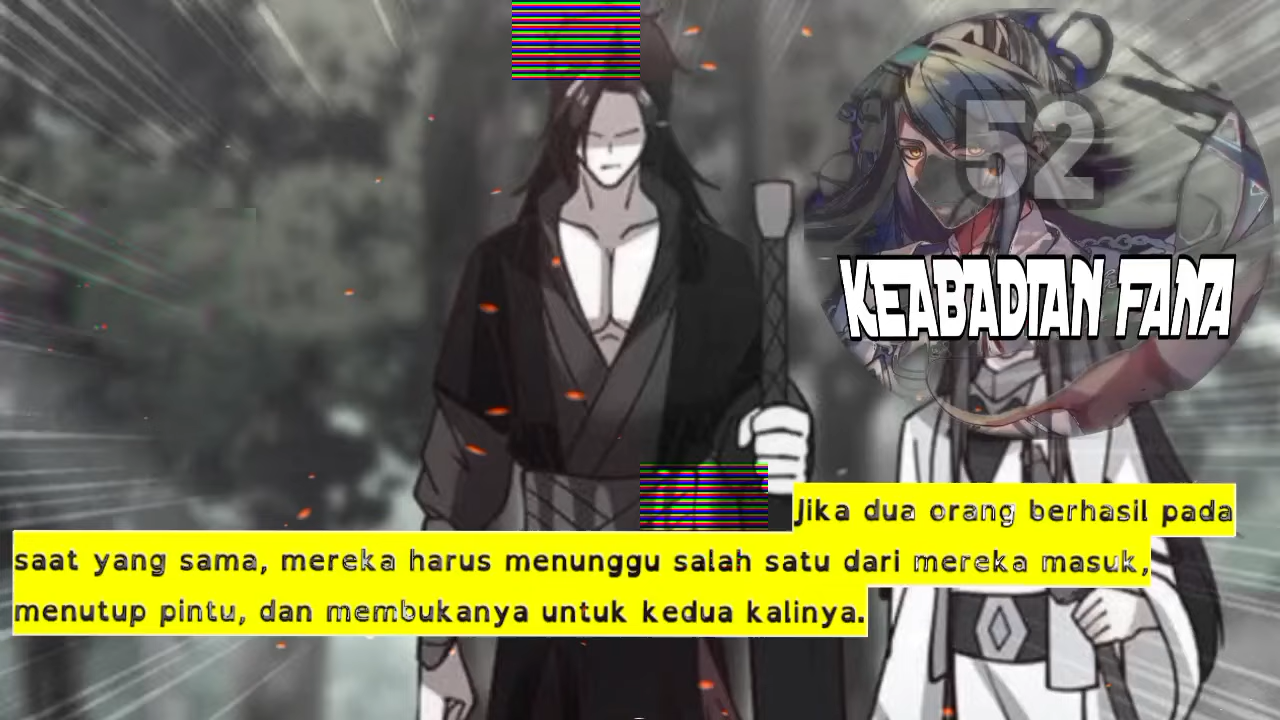 52
KEABADIAN FANA
Jika dua orang berhasil pada
saat yang sama, mereka harus menunggu salah satu dari mereka masuk,
menutup pintu, dan membukanya untuk kedua kalinya.